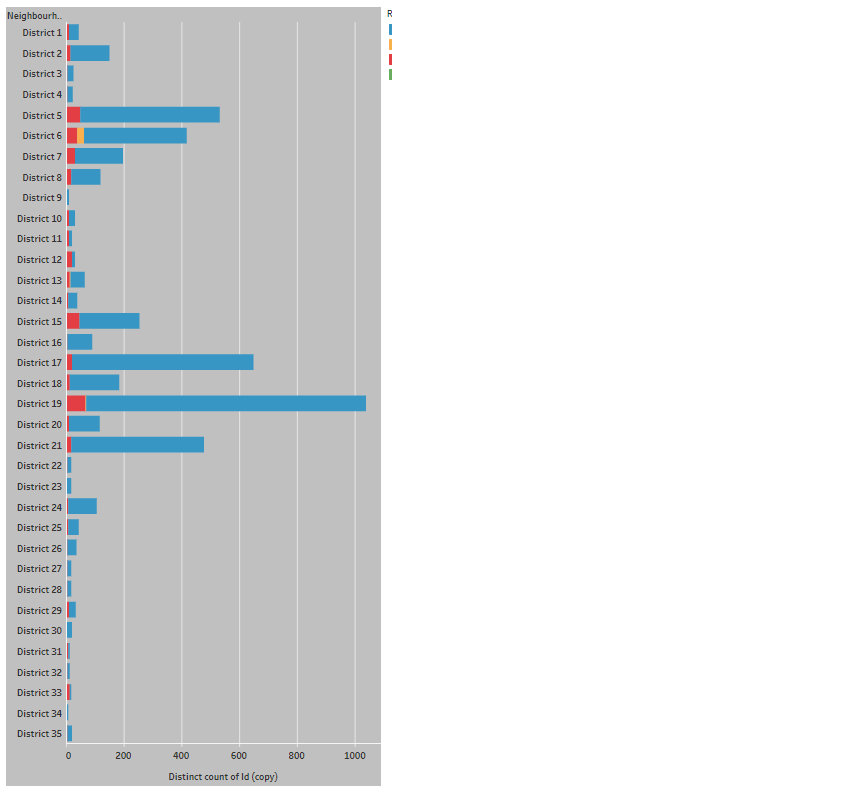 Neighbourh..
R
District 1
District 2
District 3
District 4
District 5
District 6
District 7
District 8
District 9
District 10
District 11
District 12
District 13
District 14
District 15
District 16
District 17
District 18
District 19
District 20
District 21
District 22
District 23
District 24
District 25
District 26
District 27
District 28
District 29
District 30
District 31
District 32
District 33
District 34
District 35
0 200 400 600 800 1000
Distinct count of Id (copy)